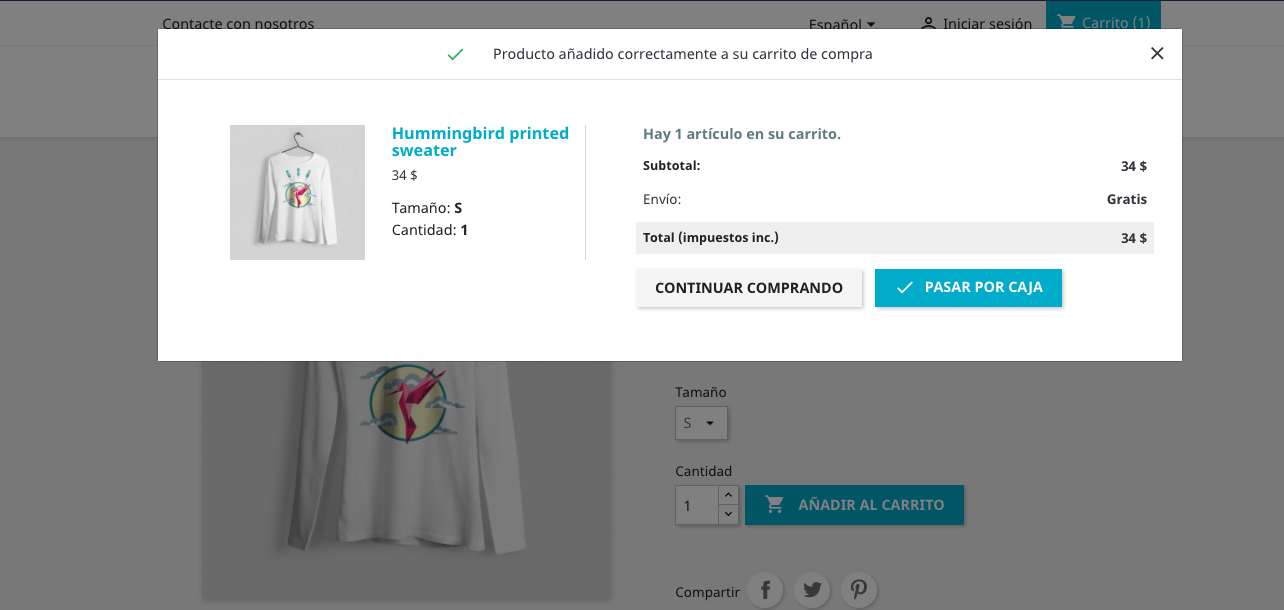 Contacte con nosotros
Español
Iniciar sesión
Carrito (1)
Producto añadido correctamente a su carrito de compra
Hummingbird printed
sweater
34 $
Tamaño: S
Cantidad: 1
Hay 1 artículo en su carrito.
Subtotal: 34 $
Envío: Gratis
Total (impuestos inc.) 34 $
CONTINUAR COMPRANDO
PASAR POR CAJA
Tamaño
S
Cantidad
1
AÑADIR AL CARRITO
Compartir